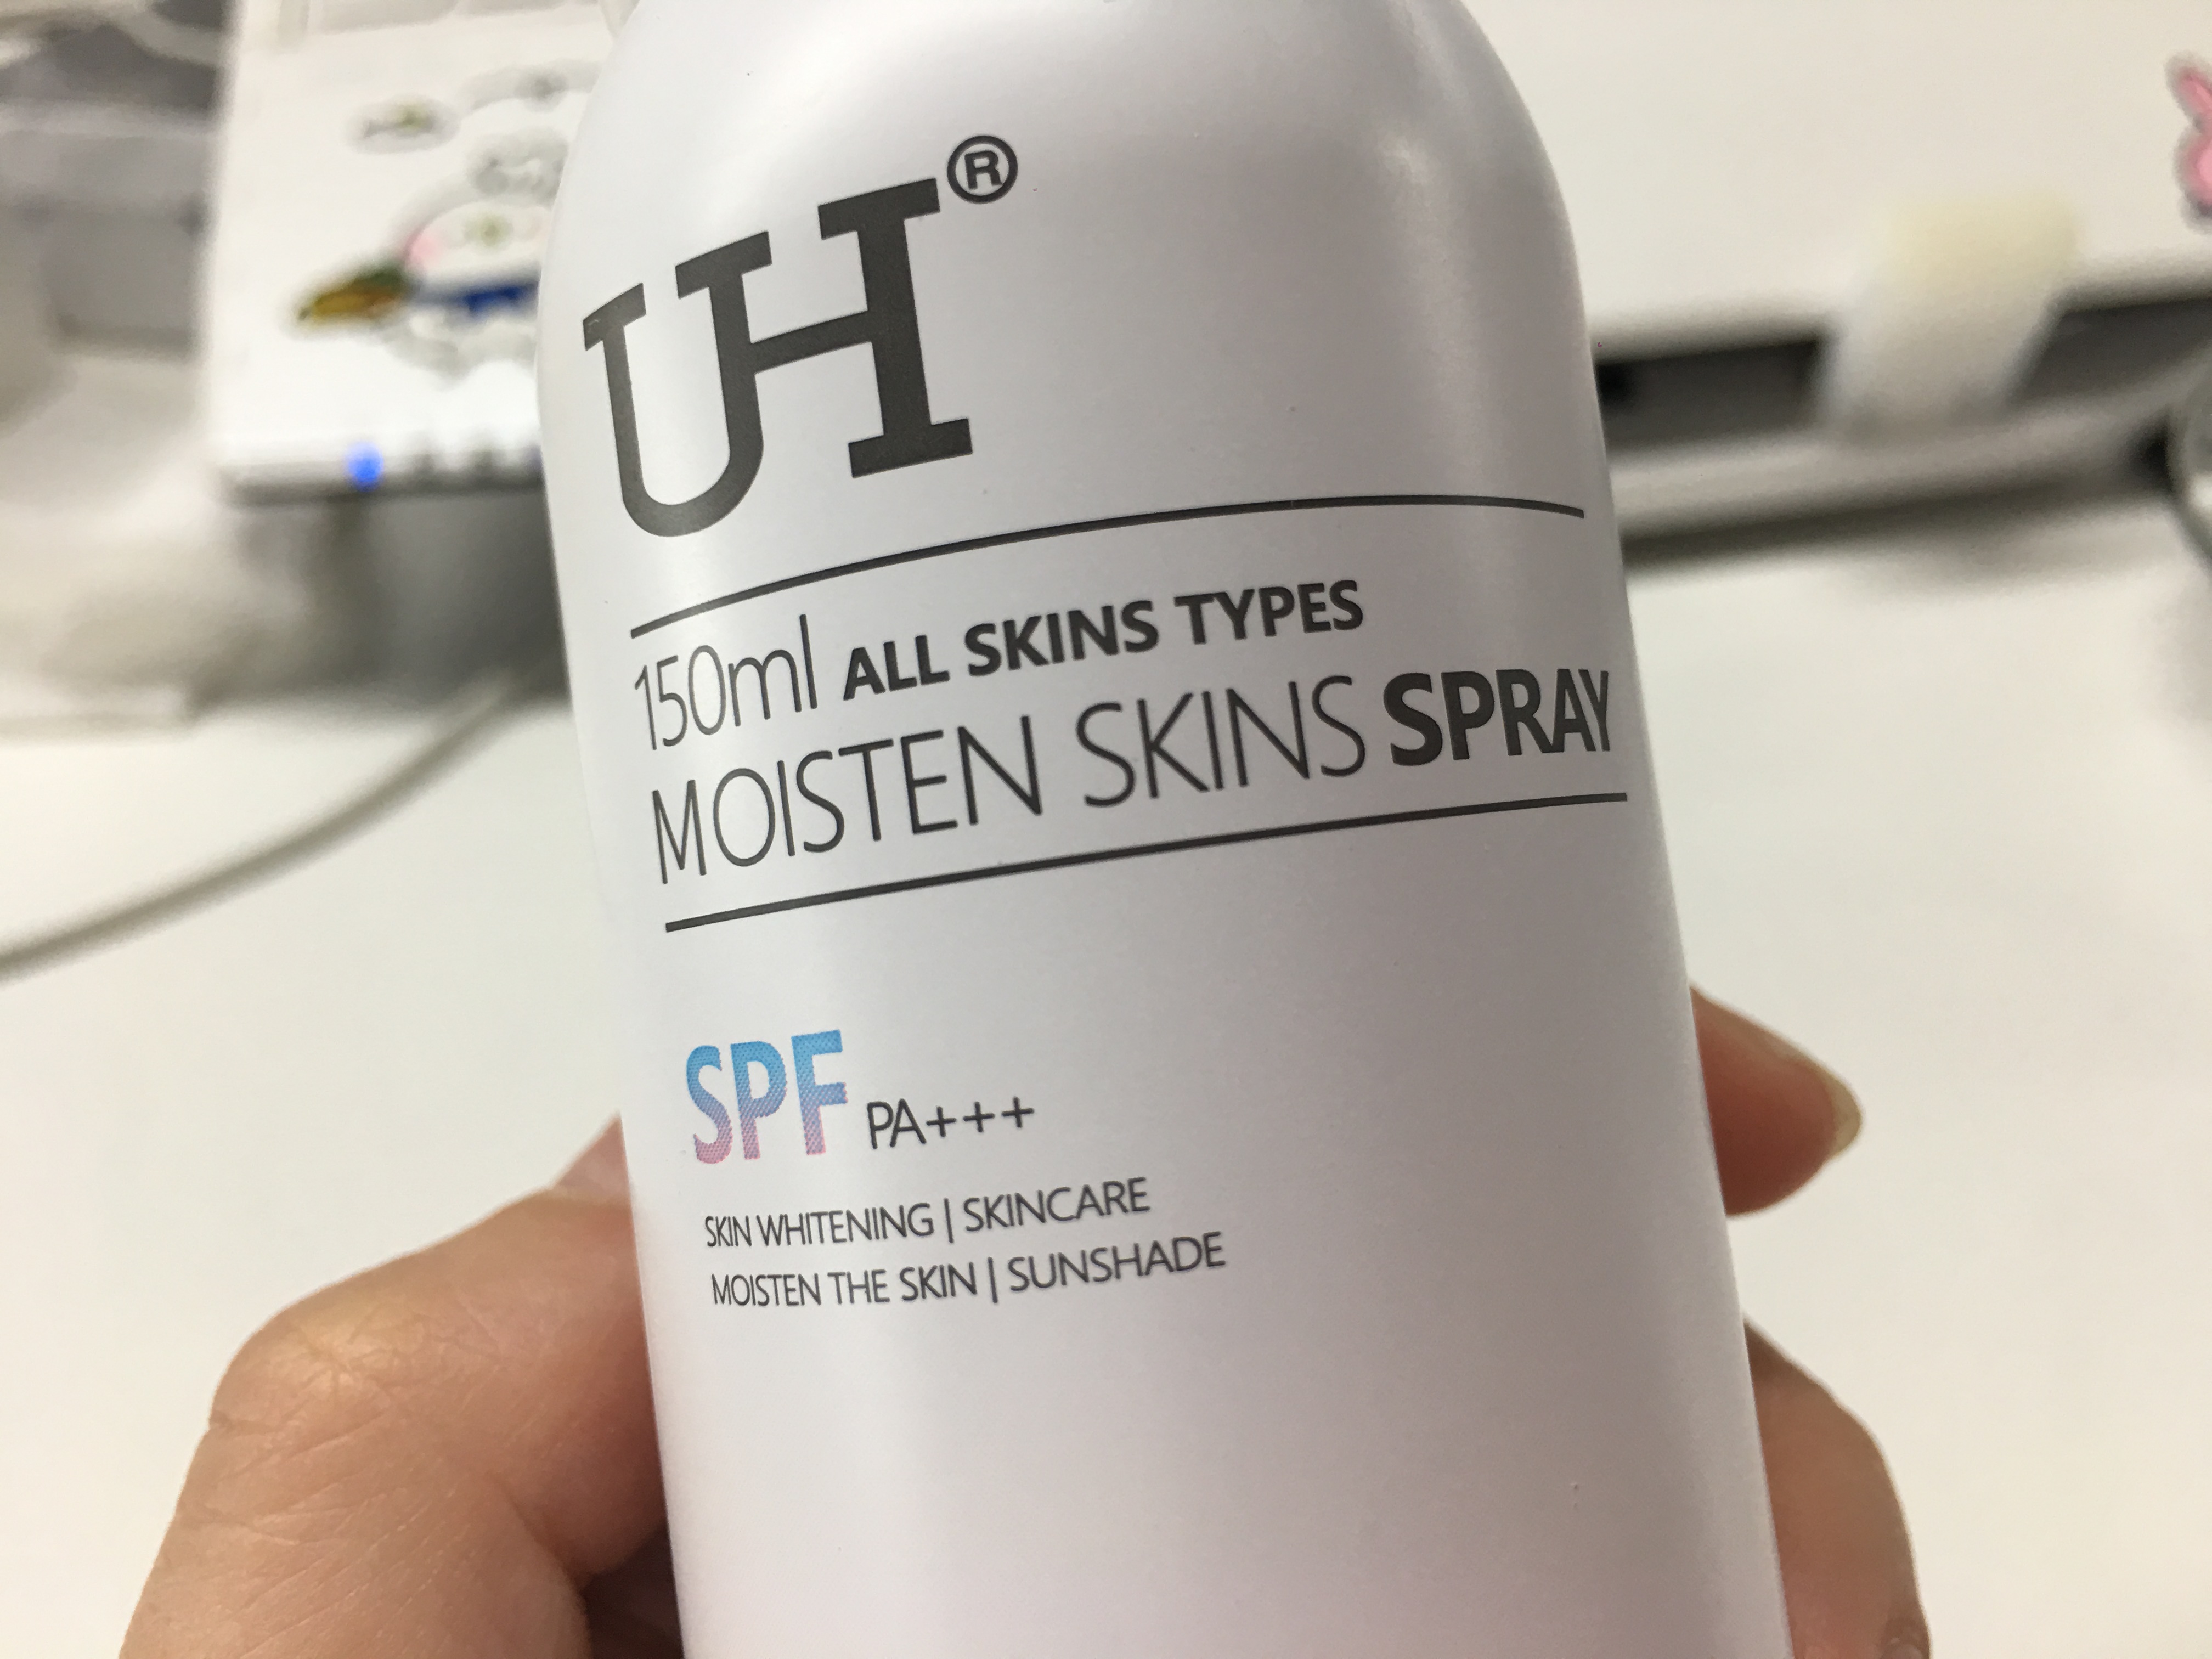 UH®
150ml ALL SKINS TYPES
MOISTEN SKINS SPRAY
SPF PA+++
SKIN WHITENING | SKINCARE
MOISTEN THE SKIN | SUNSHADE